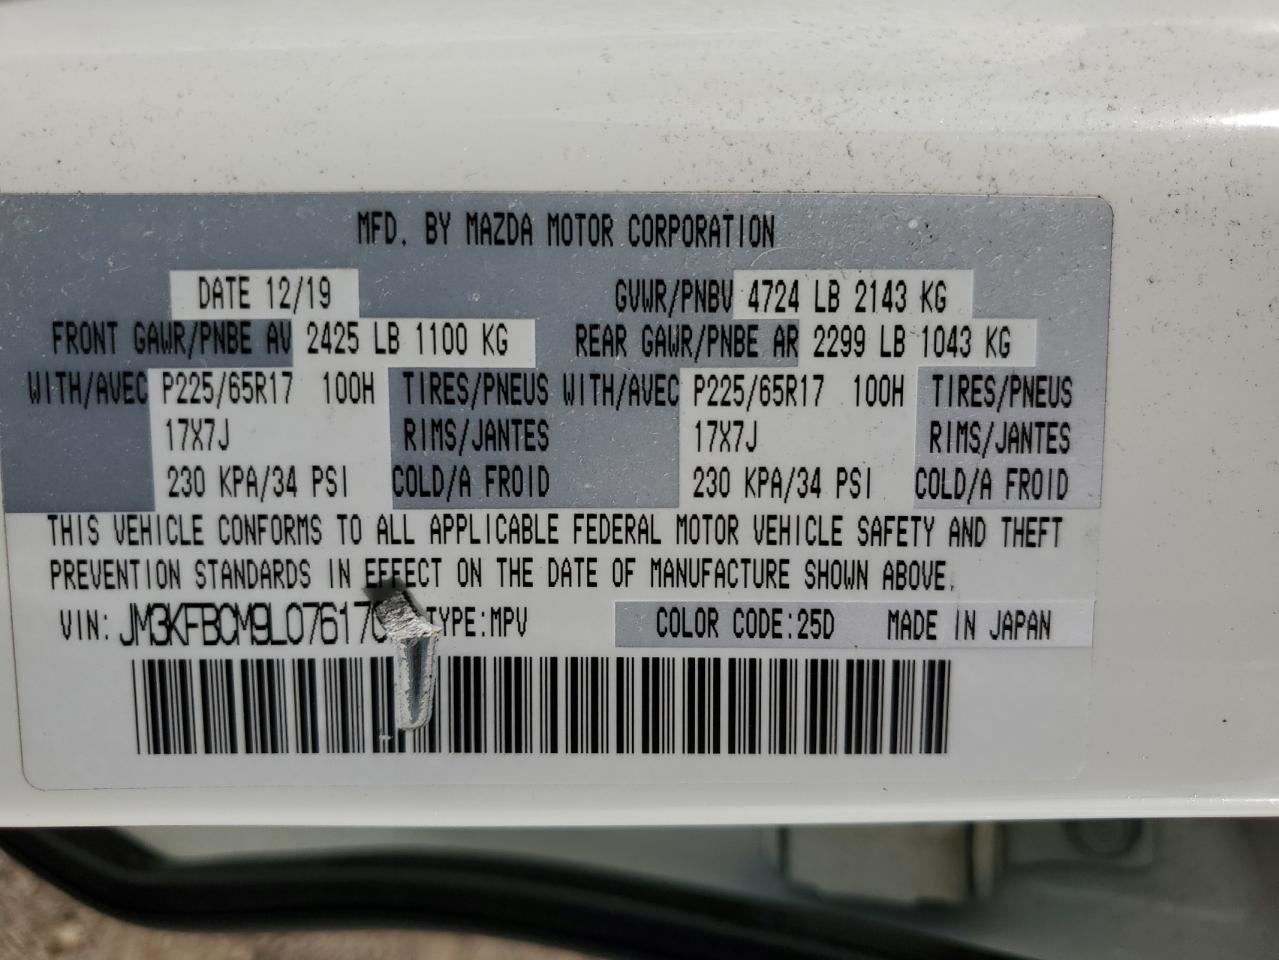 MFD. BY MAZDA MOTOR CORPORATION
DATE 12/19 GVWR/PNBV 4724 LB 2143 KG
FRONT GAWR/PNBE AV 2425 LB 1100 KG REAR GAWR/PNBE AR 2299 LB 1043 KG
WITH/AVEC P225/65R17 100H TIRES/PNEUS WITH/AVEC P225/65R17 100H TIRES/PNEUS
17X7J RIMS/JANTES 17X7J RIMS/JANTES
230 KPA/34 PSI COLD/A FROID 230 KPA/34 PSI COLD/A FROID
THIS VEHICLE CONFORMS TO ALL APPLICABLE FEDERAL MOTOR VEHICLE SAFETY AND THEFT
PREVENTION STANDARDS IN EFFECT ON THE DATE OF MANUFACTURE SHOWN ABOVE.
VIN: TYPE:MPV COLOR CODE:25D MADE IN JAPAN